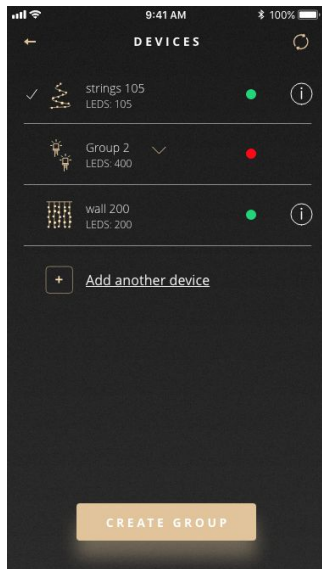 9:41 AM
100%
DEVICES
strings 105
LEDS: 105
Group 2
LEDS: 400
wall 200
LEDS: 200
Add another device
CREATE GROUP